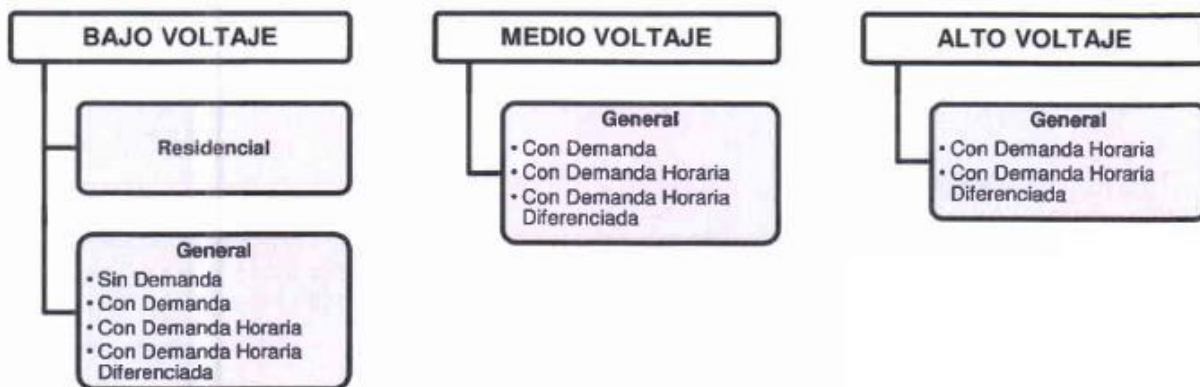 BAJO VOLTAJE
Residencial
General
• Sin Demanda
• Con Demanda
• Con Demanda Horaria
• Con Demanda Horaria
Diferenciada
MEDIO VOLTAJE
General
• Con Demanda
• Con Demanda Horaria
• Con Demanda Horaria
Diferenciada
ALTO VOLTAJE
General
• Con Demanda Horaria
• Con Demanda Horaria
Diferenciada